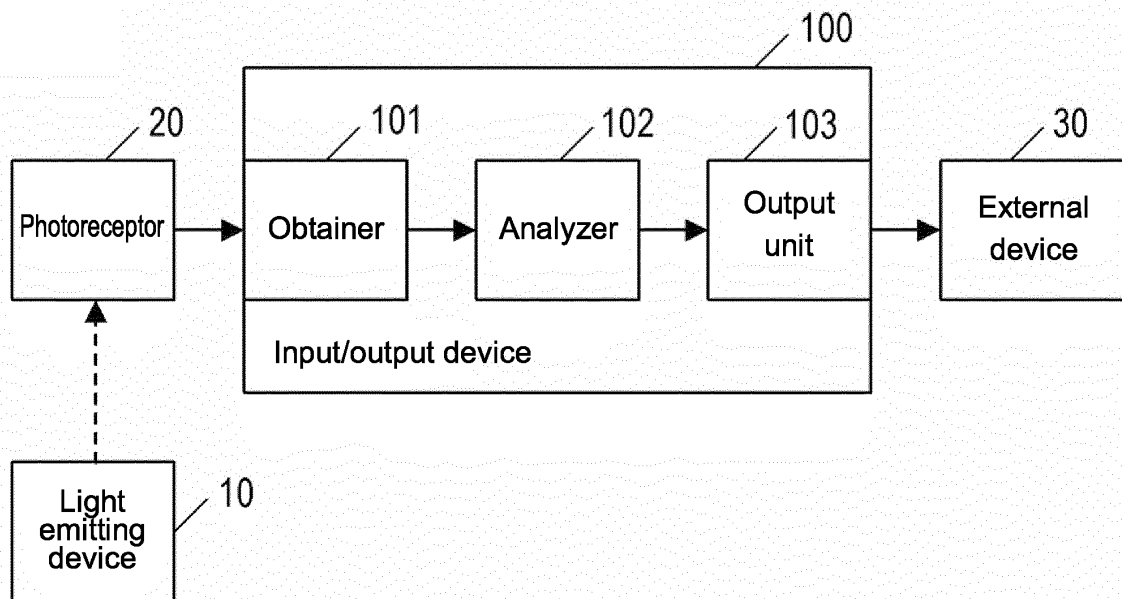 100
20
101
102
103
30
Photoreceptor
Obtainer
Analyzer
Output
unit
External
device
Input/output device
10
Light
emitting
device